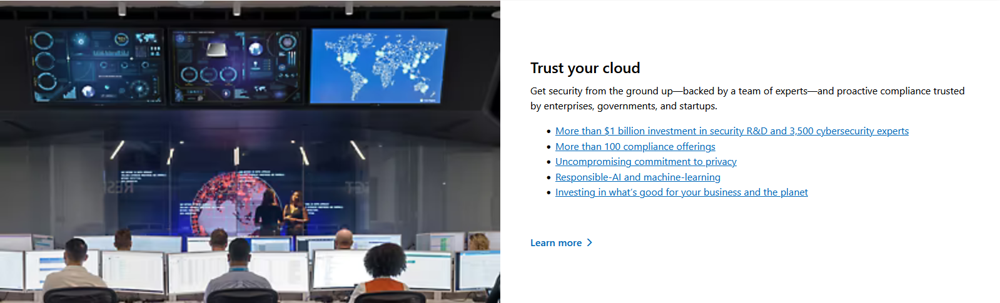 Trust your cloud
Get security from the ground up—backed by a team of experts—and proactive compliance trusted
by enterprises, governments, and startups.
• More than $1 billion investment in security R&D and 3,500 cybersecurity experts
• More than 100 compliance offerings
• Uncompromising commitment to privacy
• Responsible-AI and machine-learning
• Investing in what’s good for your business and the planet
Learn more